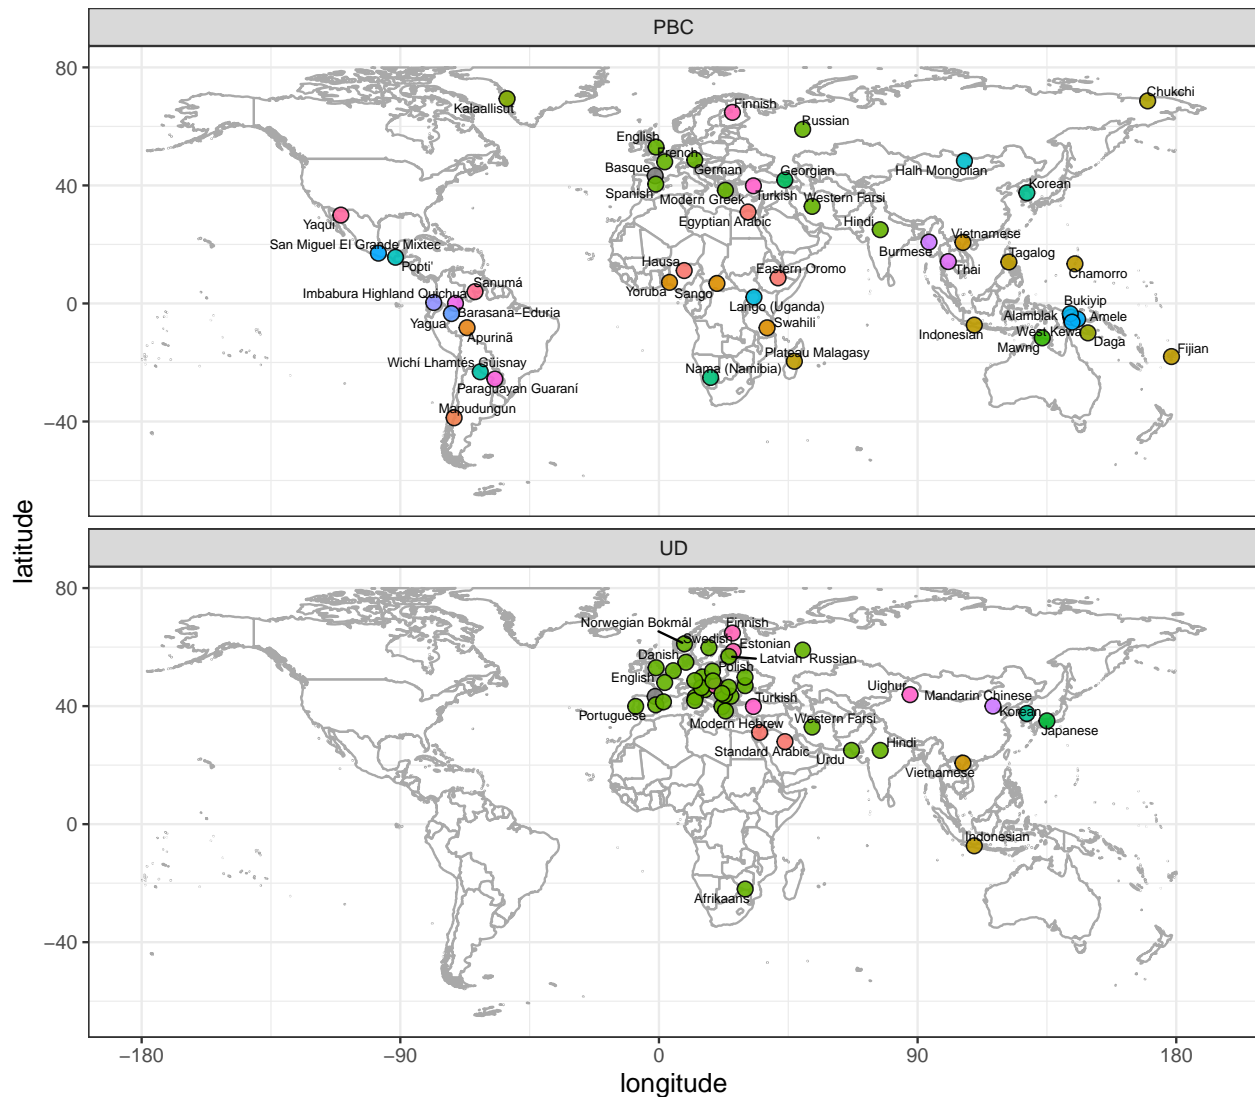 PBC
80
Chukchi
Kalaallisut
Finnish
Russian
English
French
Basque
German
Georgian
Halh Mongolian
Korean
40
Spanish
Modern Greek
Turkish
Western Farsi
Yaqui
Egyptian Arabic
Hindi
Vietnamese
San Miguel El Grande Mixtec
Burmese
Tagalog
Popti'
Hausa
Eastern Oromo
Thai
Chamorro
Sanumá
Imbabura Highland Quichua
Yoruba
Sango
Bukiyip
0
Barasana−Eduria
Lango (Uganda)
Alamblak
Amele
Yagua
Swahili
Indonesian
West Kewa
Apurinã
Mawng
Daga
Fijian
Wichí Lhamtés Güisnay
Plateau Malagasy
Nama (Namibia)
Paraguayan Guaraní
Mapudungun
−40
latitude
UD
80
Norwegian Bokmål
Finnish
Swedish
Estonian
Danish
Latvian
Russian
Polish
English
Uighur
Mandarin Chinese
40
Portuguese
Turkish
Korean
Modern Hebrew
Western Farsi
Japanese
Standard Arabic
Urdu
Hindi
Vietnamese
0
Indonesian
Afrikaans
−40
−180
−90
0
90
180
longitude